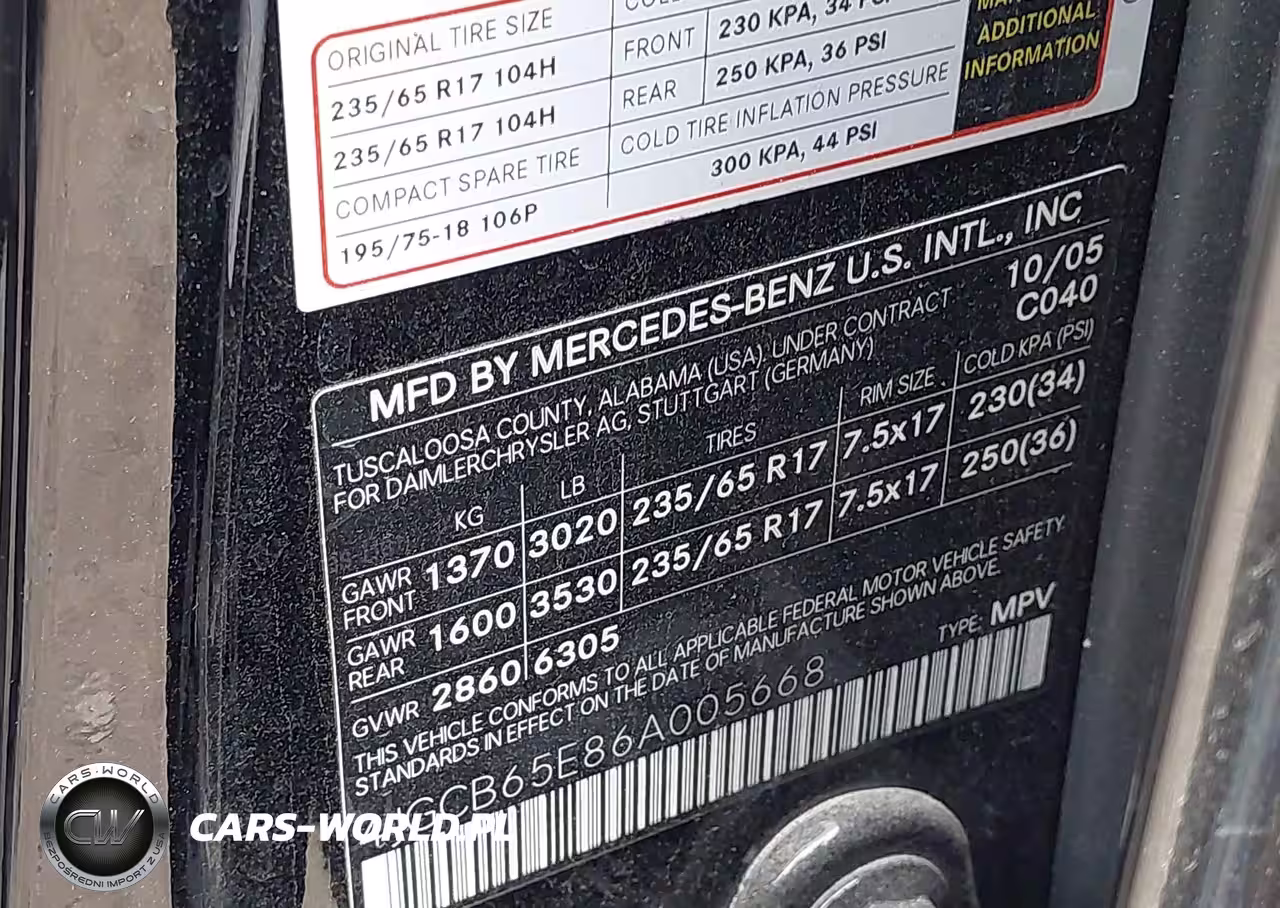 ORIGINAL TIRE SIZE
235/65 R17 104H
235/65 R17 104H
COMPACT SPARE TIRE
195/75-18 106P
FRONT 230 KPA, 34 PSI
REAR 250 KPA, 36 PSI
COLD TIRE INFLATION PRESSURE
300 KPA, 44 PSI
ADDITIONAL
INFORMATION
MFD BY MERCEDES-BENZ U.S. INTL., INC
TUSCALOOSA COUNTY, ALABAMA (USA) UNDER CONTRACT 10/05
FOR DAIMLERCHRYSLER AG, STUTTGART (GERMANY) C040
KG LB TIRES RIM SIZE COLD KPA (PSI)
GAWR FRONT 1370 3020 235/65 R17 7.5x17 230(34)
GAWR REAR 1600 3530 235/65 R17 7.5x17 250(36)
GVWR 2860 6305
THIS VEHICLE CONFORMS TO ALL APPLICABLE FEDERAL MOTOR VEHICLE SAFETY
STANDARDS IN EFFECT ON THE DATE OF MANUFACTURE SHOWN ABOVE.
TYPE: MPV
GCB65E86A005668
CARS-WORLD
CW
BEZPOŚREDNI IMPORT Z USA
CARS-WORLD.PL